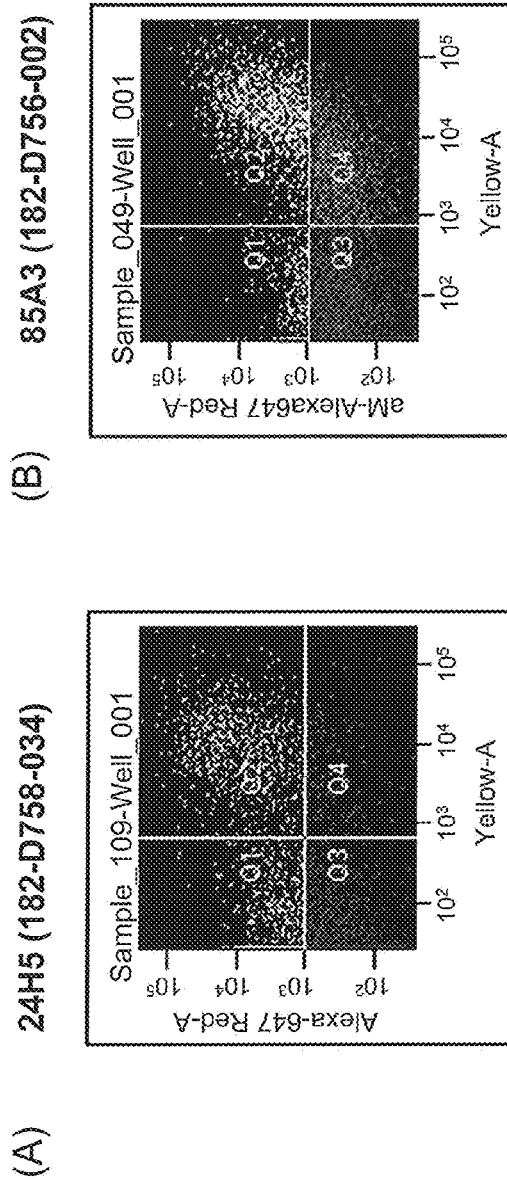 (A)
24H5 (182-D758-034)
Sample_109-Well_001
Alexa-647 Red-A
10⁵
10⁴
10³
10²
Q1
Q2
Q3
Q4
10²
10³
10⁴
10⁵
Yellow-A
(B)
85A3 (182-D756-002)
Sample_049-Well_001
aM-Alexa647 Red-A
10⁵
10⁴
10³
10²
Q1
Q2
Q3
Q4
10²
10³
10⁴
10⁵
Yellow-A